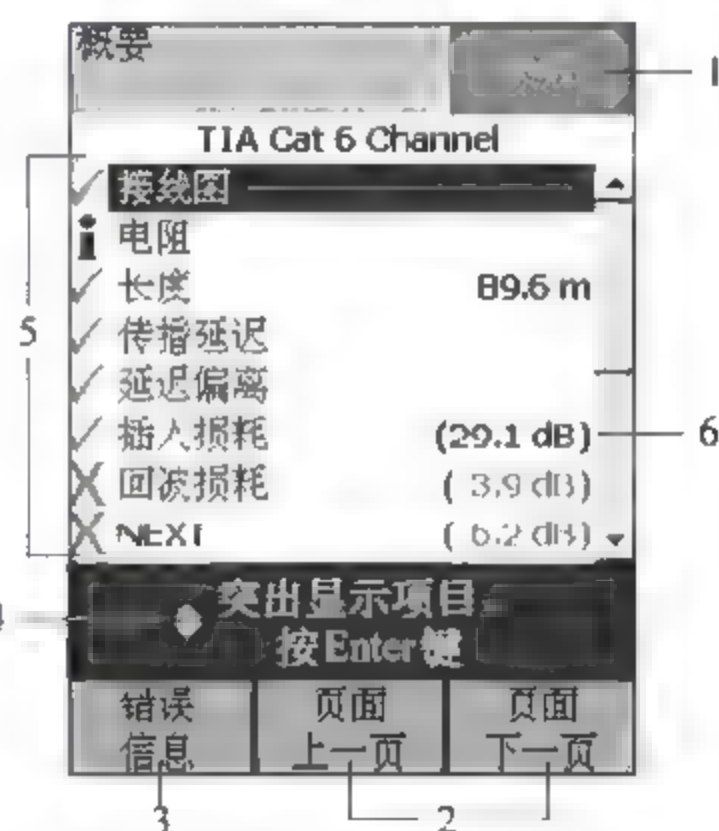 概要
1
TIA Cat 6 Channel
接线图
电阻
长度 89.6 m
5
传指延迟
延迟偏离
插入损耗 (29.1 dB) 6
回波损耗 ( 3.9 dB)
NEXT ( 6.2 dB)
突出显示项目
按Enter键
错误 页面 页面
信息 上一页 下一页
3 2